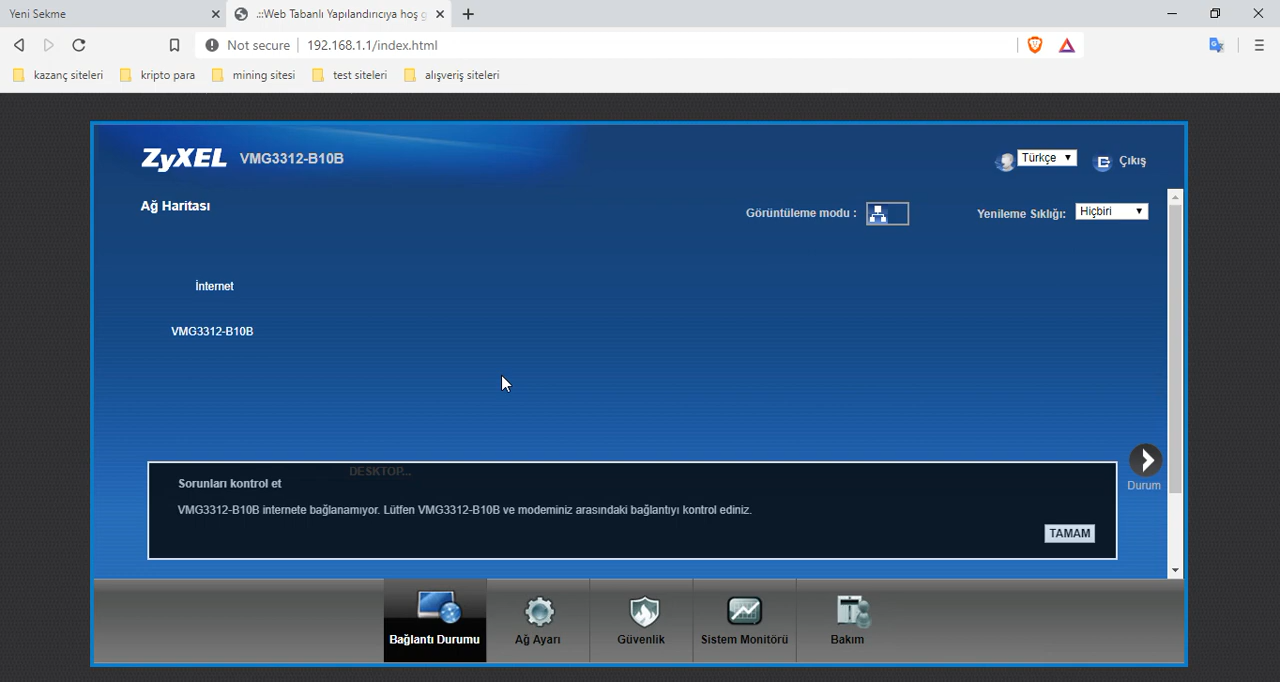 Yeni Sekme
.::Web Tabanlı Yapılandırıcıya hoş g
Not secure
192.168.1.1/index.html
kazanç siteleri
kripto para
mining sitesi
test siteleri
alışveriş siteleri
ZyXEL VMG3312-B10B
Türkçe
Çıkış
Ağ Haritası
Görüntüleme modu :
Yenileme Sıklığı:
Hiçbiri
İnternet
VMG3312-B10B
DESKTOP...
Sorunları kontrol et
VMG3312-B10B internete bağlanamıyor. Lütfen VMG3312-B10B ve modeminiz arasındaki bağlantıyı kontrol ediniz.
TAMAM
Durum
Bağlantı Durumu
Ağ Ayarı
Güvenlik
Sistem Monitörü
Bakım